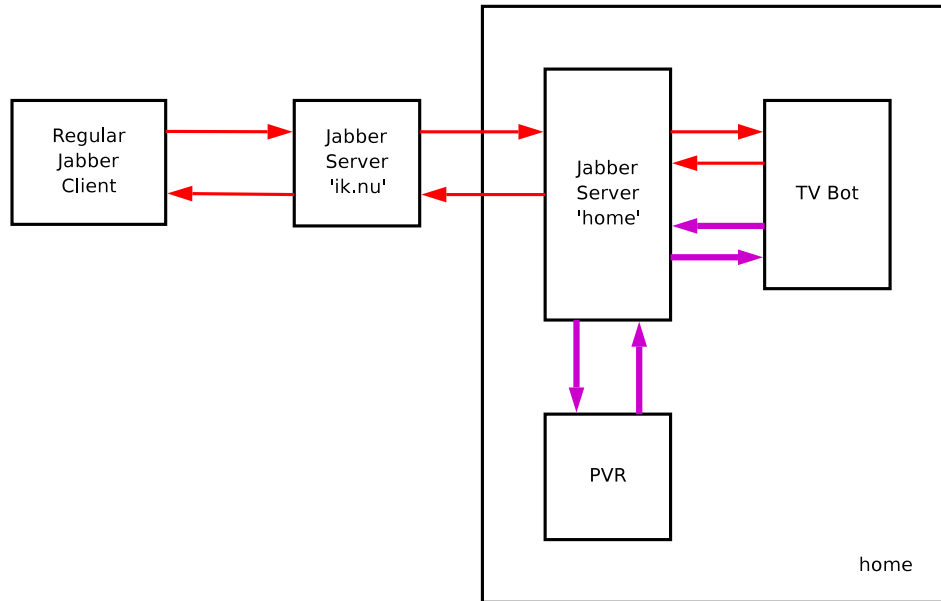 Regular
Jabber
Client
Jabber
Server
'ik.nu'
Jabber
Server
'home'
TV Bot
PVR
home